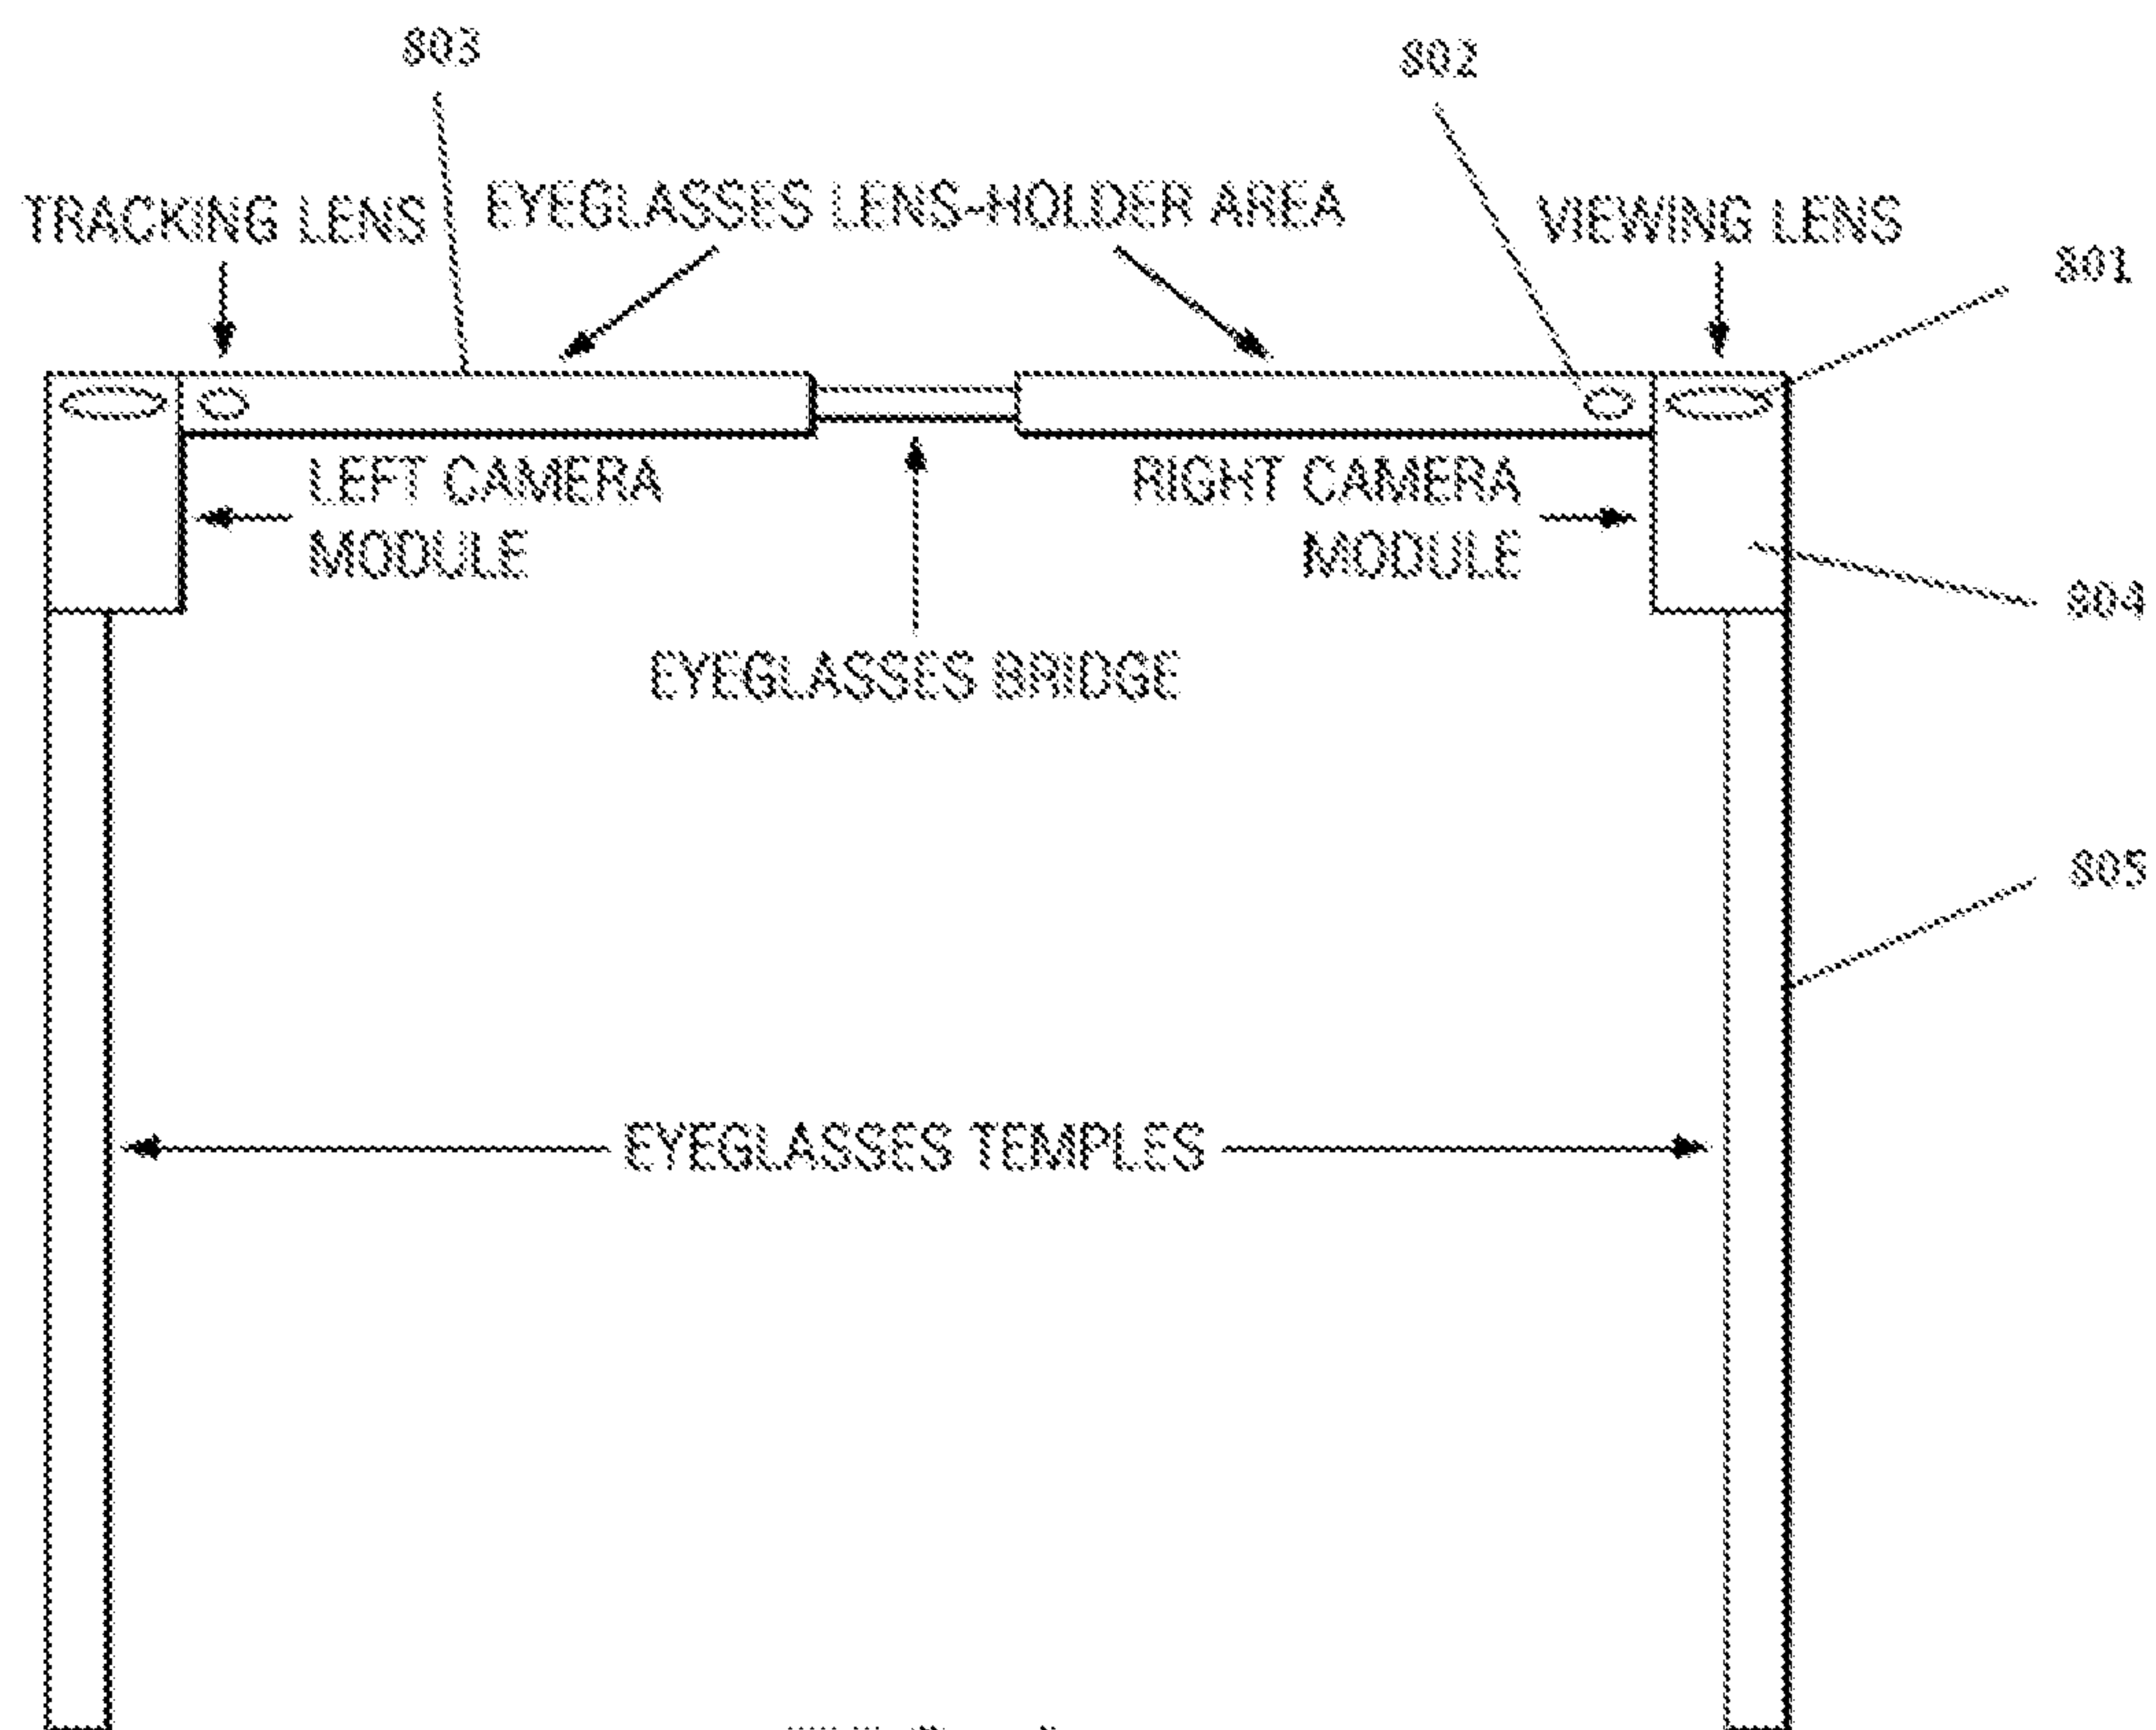 803
802
TRACKING LENS
EYEGLASSES LENS-HOLDER AREA
VIEWING LENS
801
LEFT CAMERA
MODULE
RIGHT CAMERA
MODULE
804
EYEGLASSES BRIDGE
805
EYEGLASSES TEMPLES